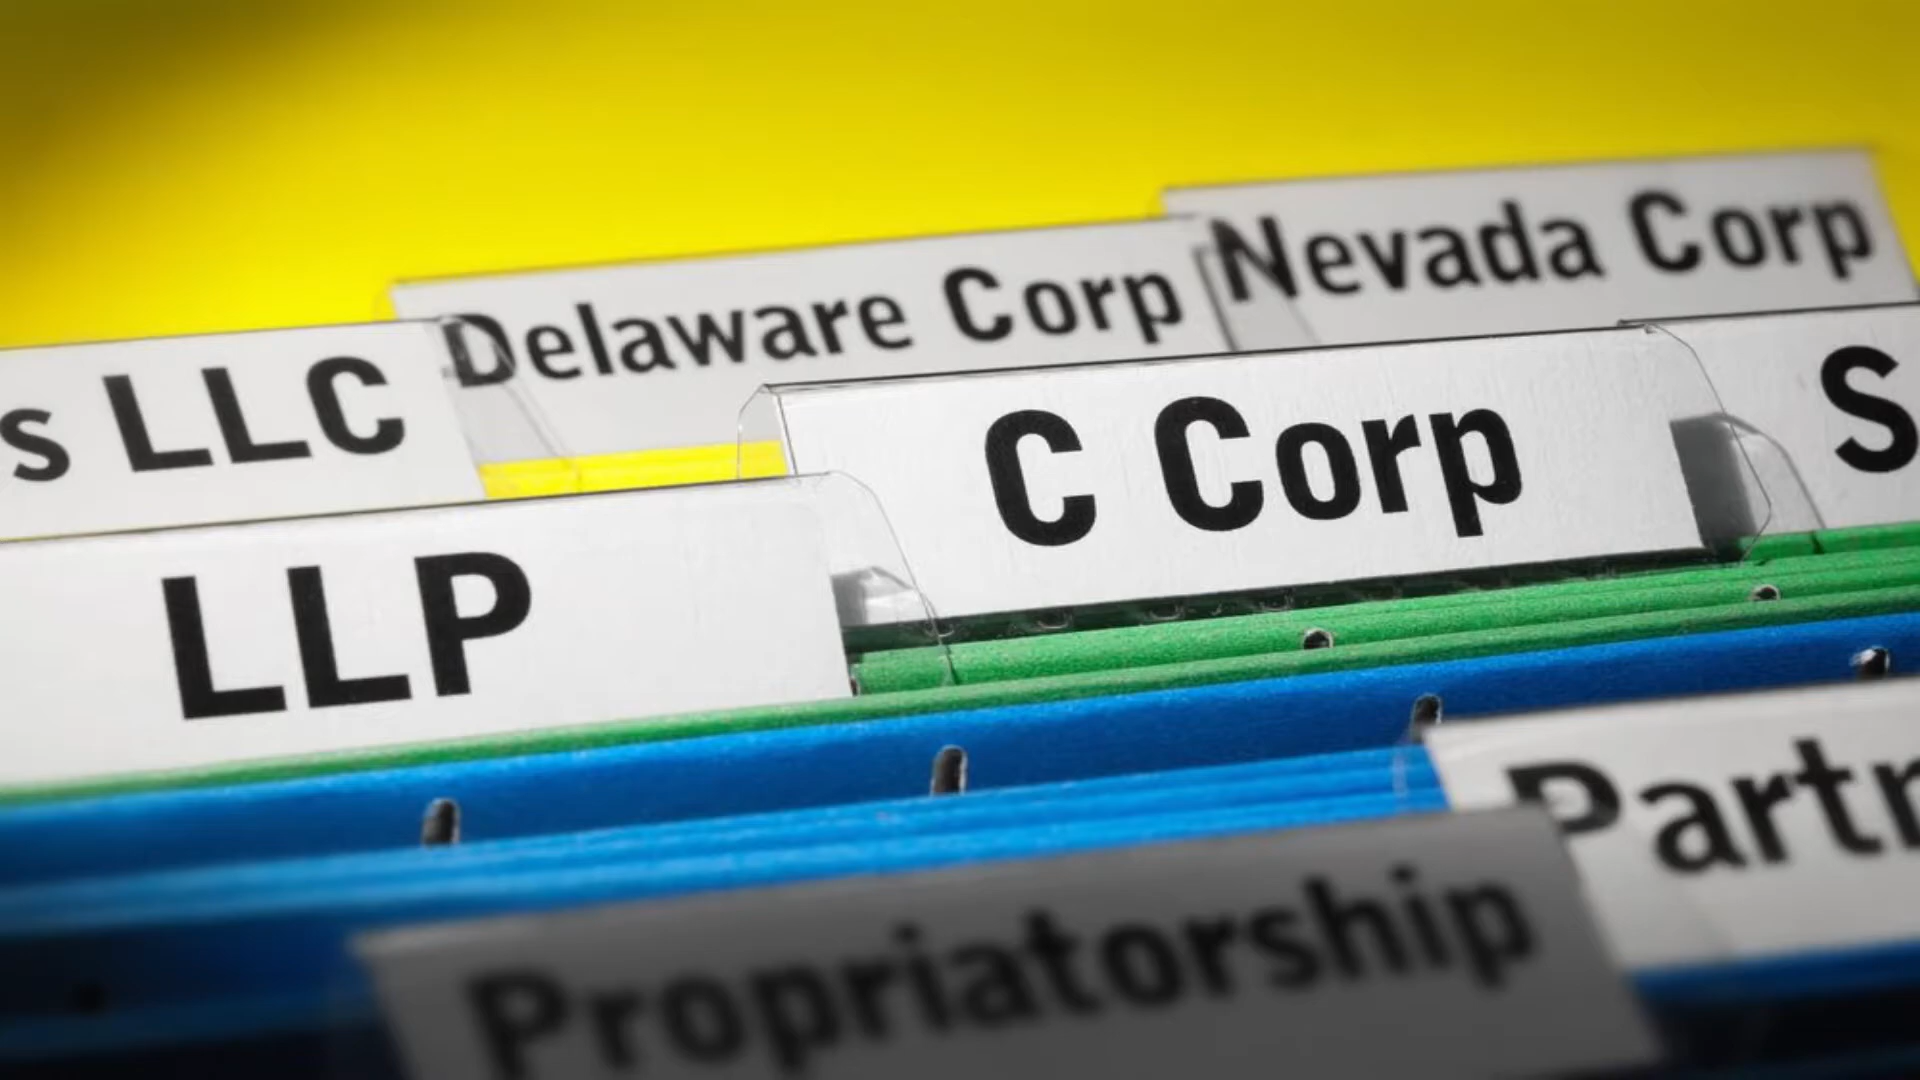 Nevada Corp
Delaware Corp
s LLC
C Corp
S
LLP
Partn
Propriatorship